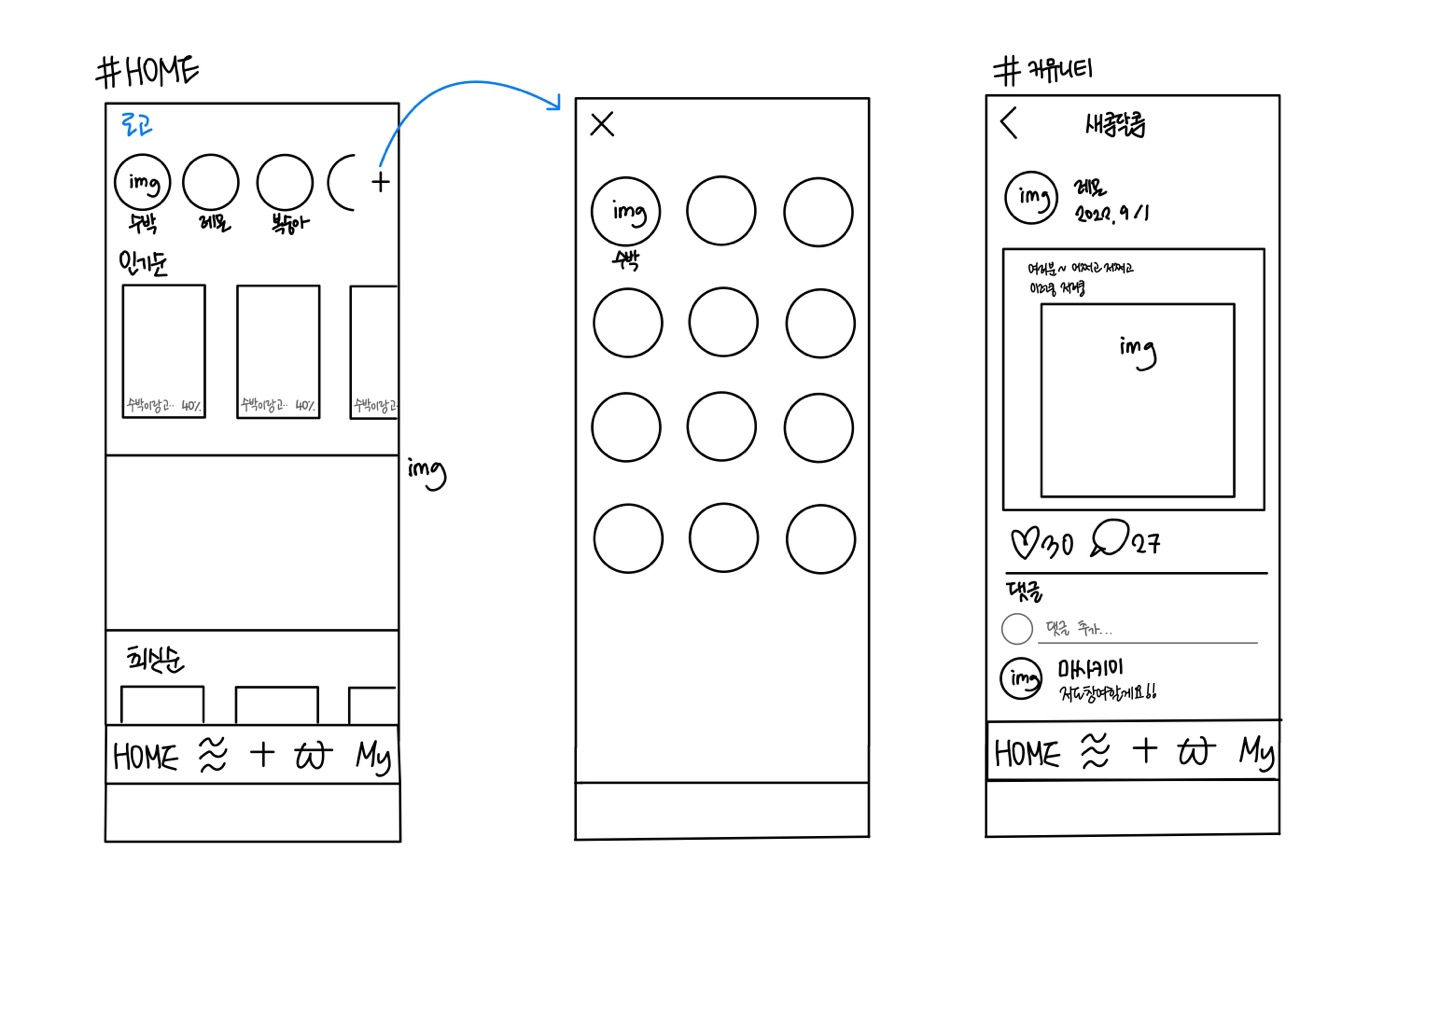 #HOME
로고
img
+
수박 레몬 복숭아
인기순
수박이랑고.. 40% 수박이랑고.. 40% 수박이랑고
img
최신순
HOME + My
img
수박
#커뮤니티
새콤달콤
img
레몬
2022. 9/1
여러분~ 어쩌고 저쩌고
이러쿵 저러쿵
img
30 27
댓글
댓글 추가...
img
마사키미
저도참여할게요!!
HOME + My